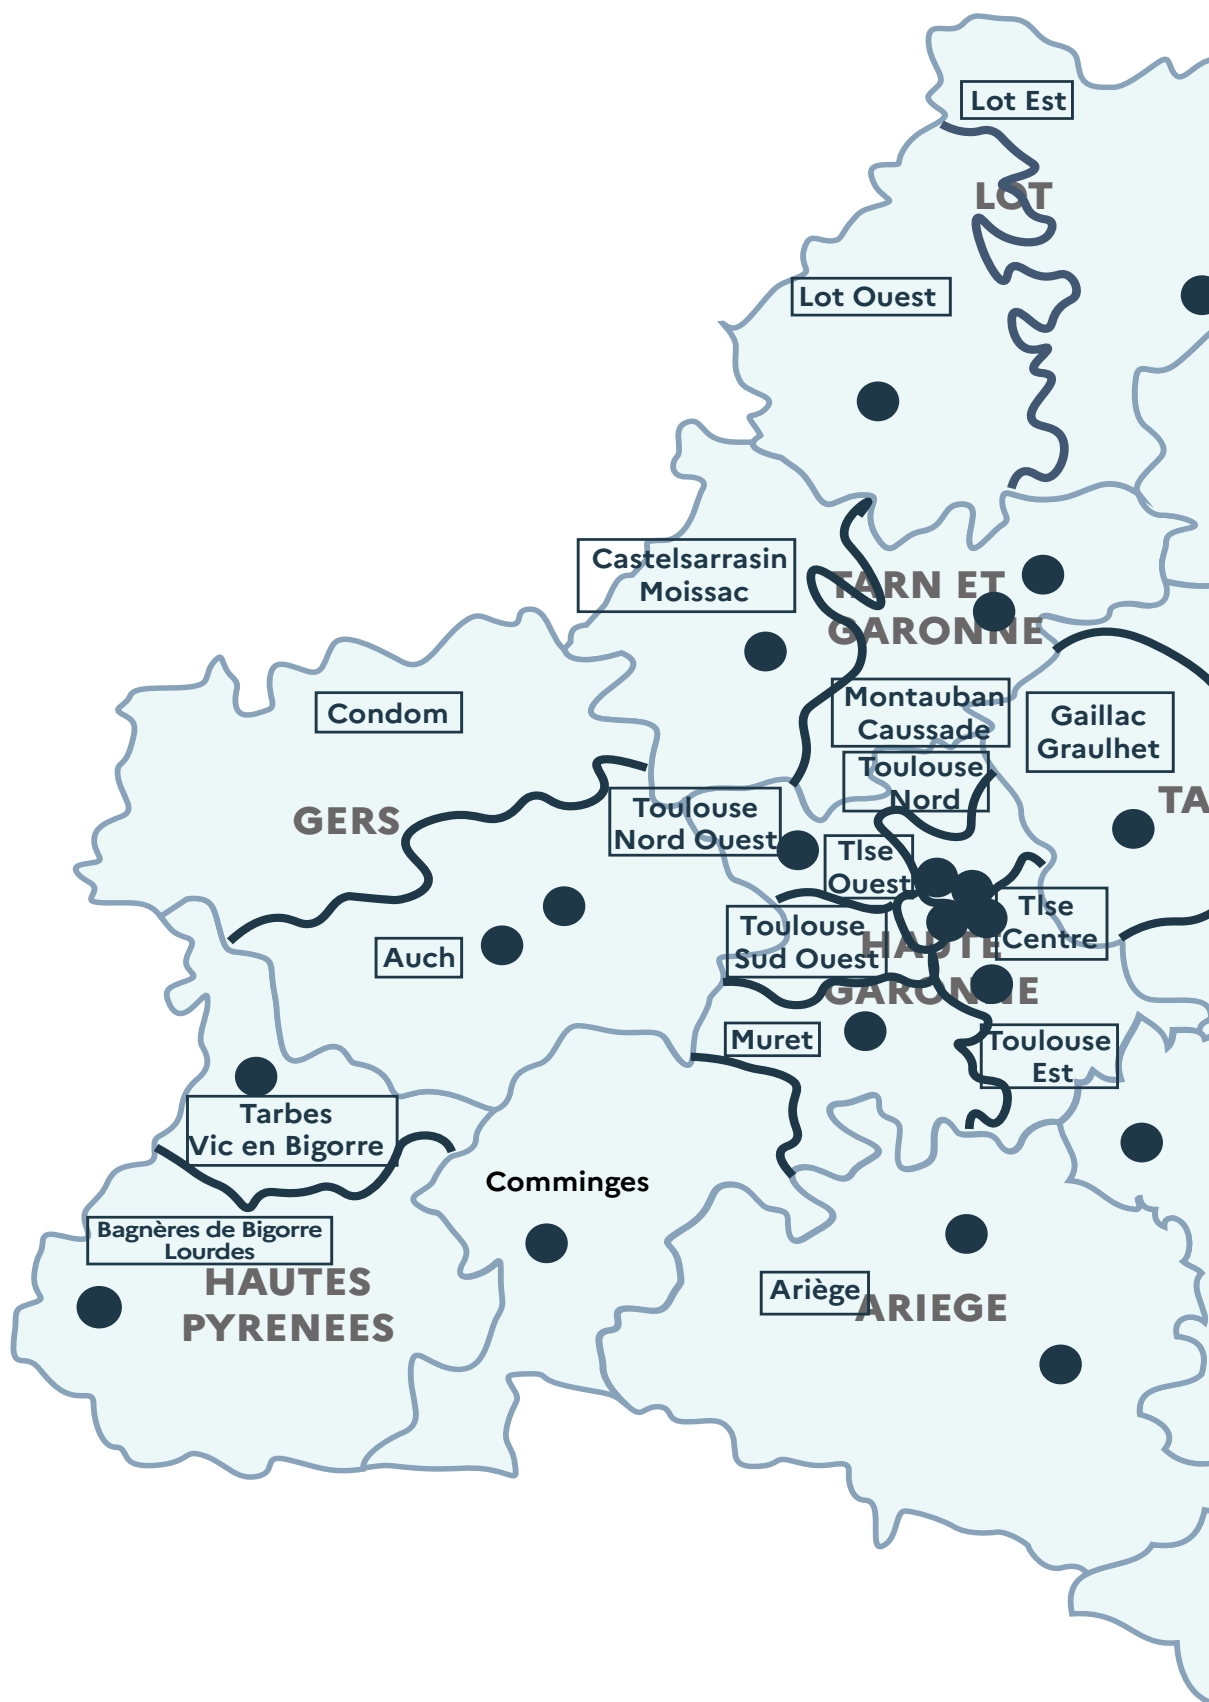 Lot Est
LOT
Lot Ouest
Castelsarrasin
Moissac
TARN ET
GARONNE
Condom
Montauban
Caussade
Gaillac
Graulhet
Toulouse
Nord
TA
GERS
Toulouse
Nord Ouest
Tlse
Ouest
Tlse
Centre
Toulouse
Sud Ouest
HAUTE
GARONNE
Auch
Muret
Toulouse
Est
Tarbes
Vic en Bigorre
Comminges
Bagnères de Bigorre
Lourdes
HAUTES
PYRENEES
Ariège
ARIEGE